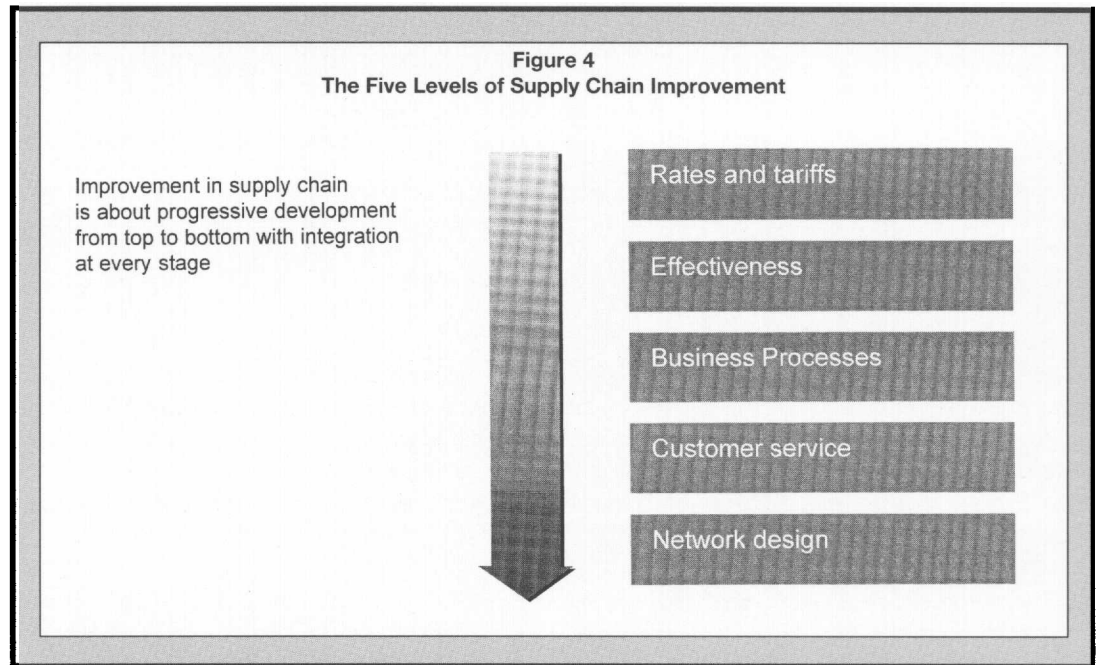 Figure 4
The Five Levels of Supply Chain Improvement
Improvement in supply chain
is about progressive development
from top to bottom with integration
at every stage
Rates and tariffs
Effectiveness
Business Processes
Customer service
Network design